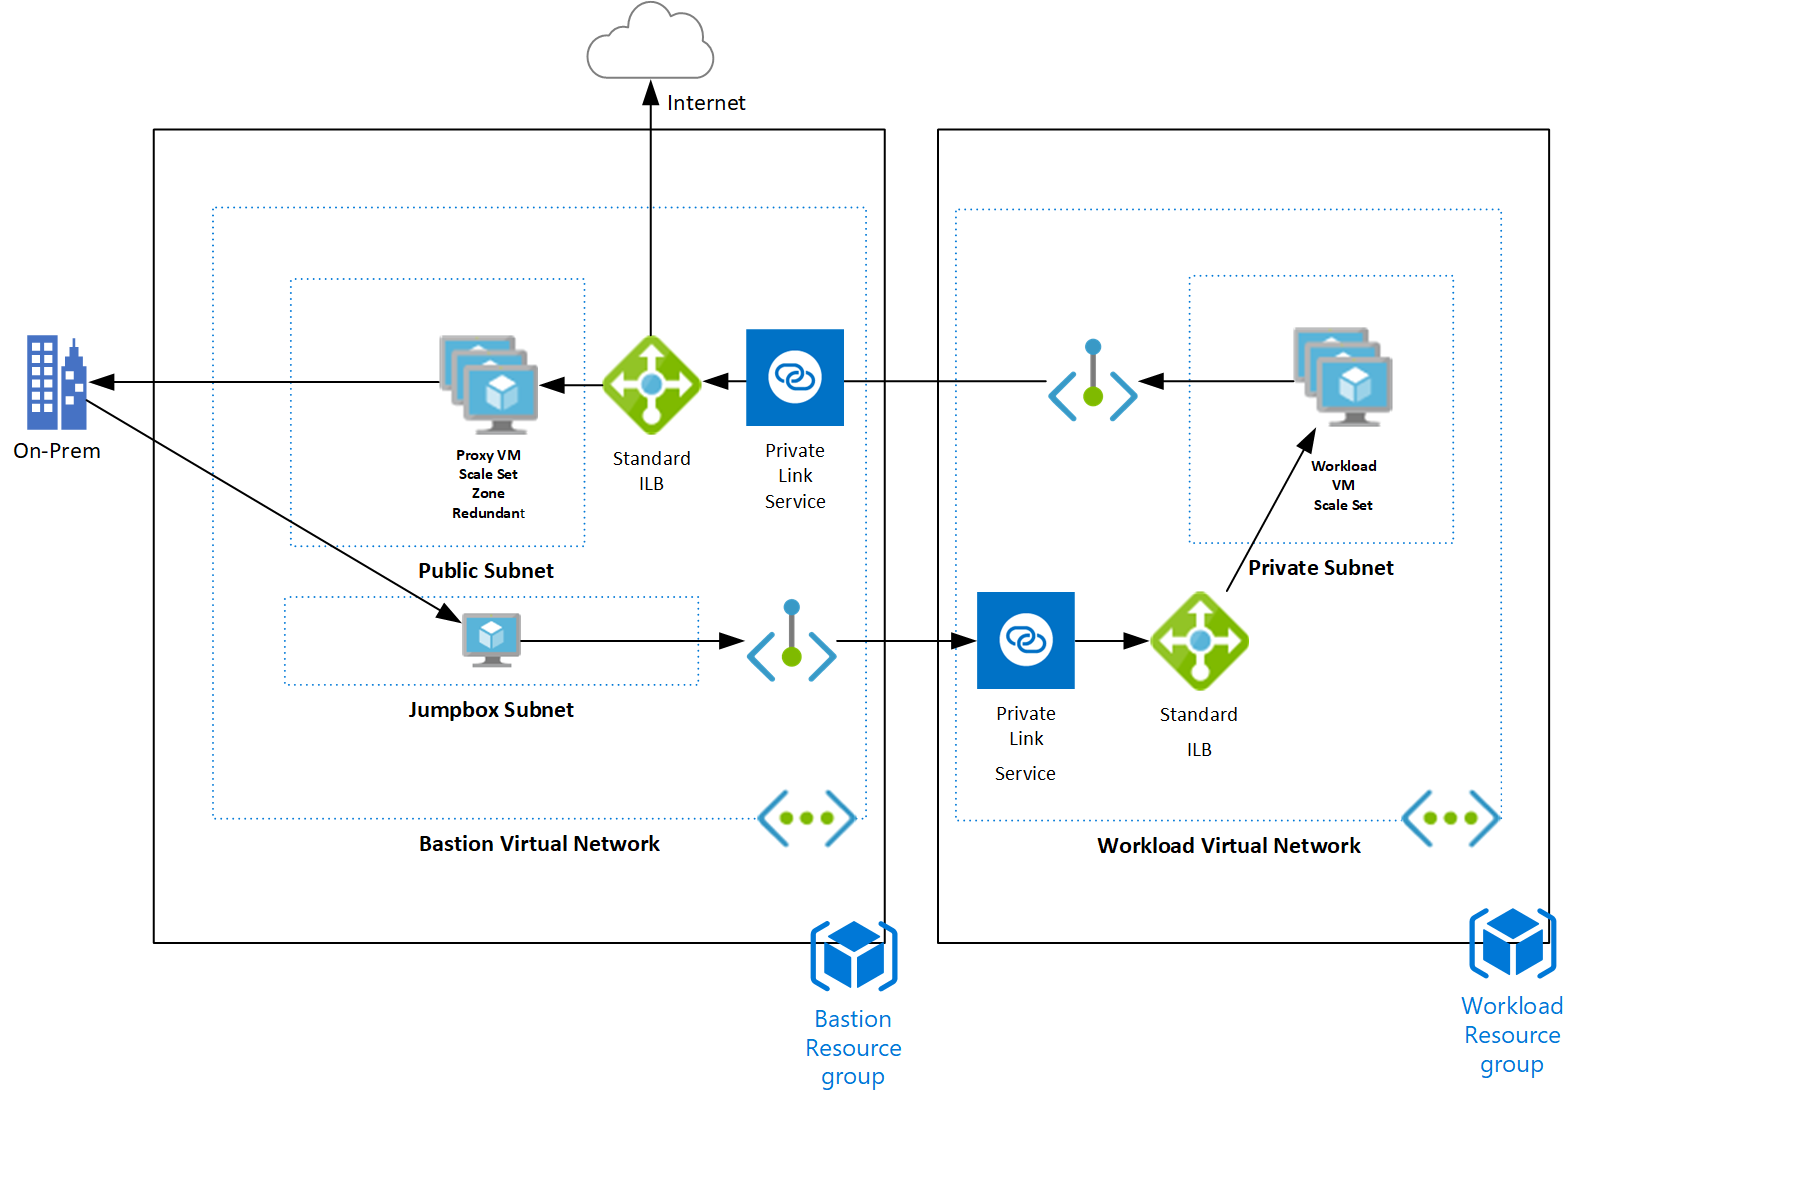 Internet
On-Prem
Proxy VM
Scale Set
Zone
Redundant
Standard
ILB
Private
Link
Service
Workload
VM
Scale Set
Public Subnet
Private Subnet
Jumpbox Subnet
Private
Link
Service
Standard
ILB
Bastion Virtual Network
Workload Virtual Network
Bastion
Resource
group
Workload
Resource
group